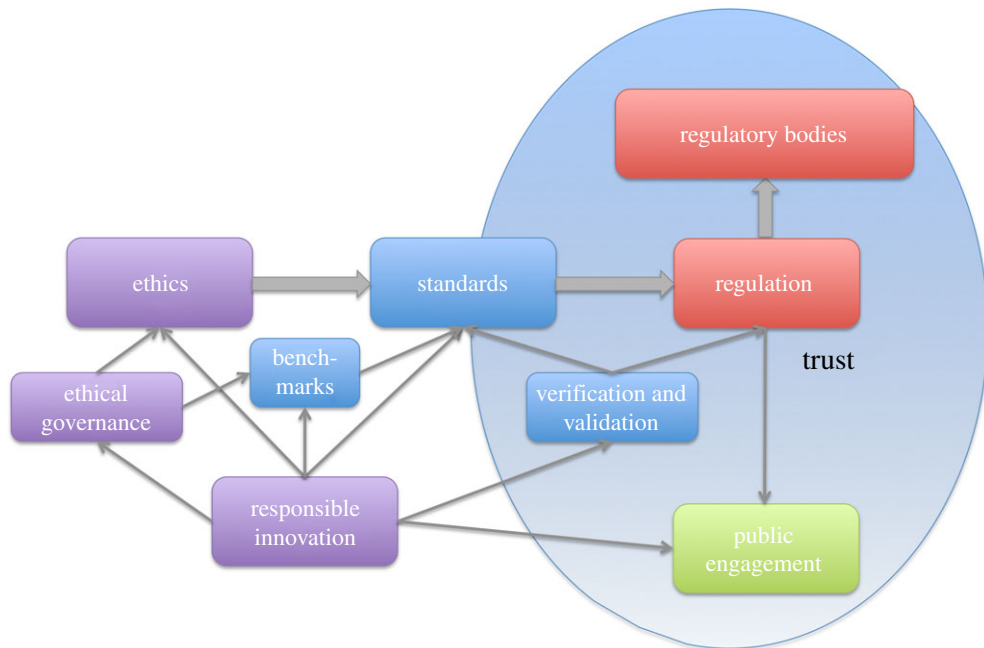 regulatory bodies
ethics
standards
regulation
trust
bench-
marks
ethical
governance
verification and
validation
responsible
innovation
public
engagement